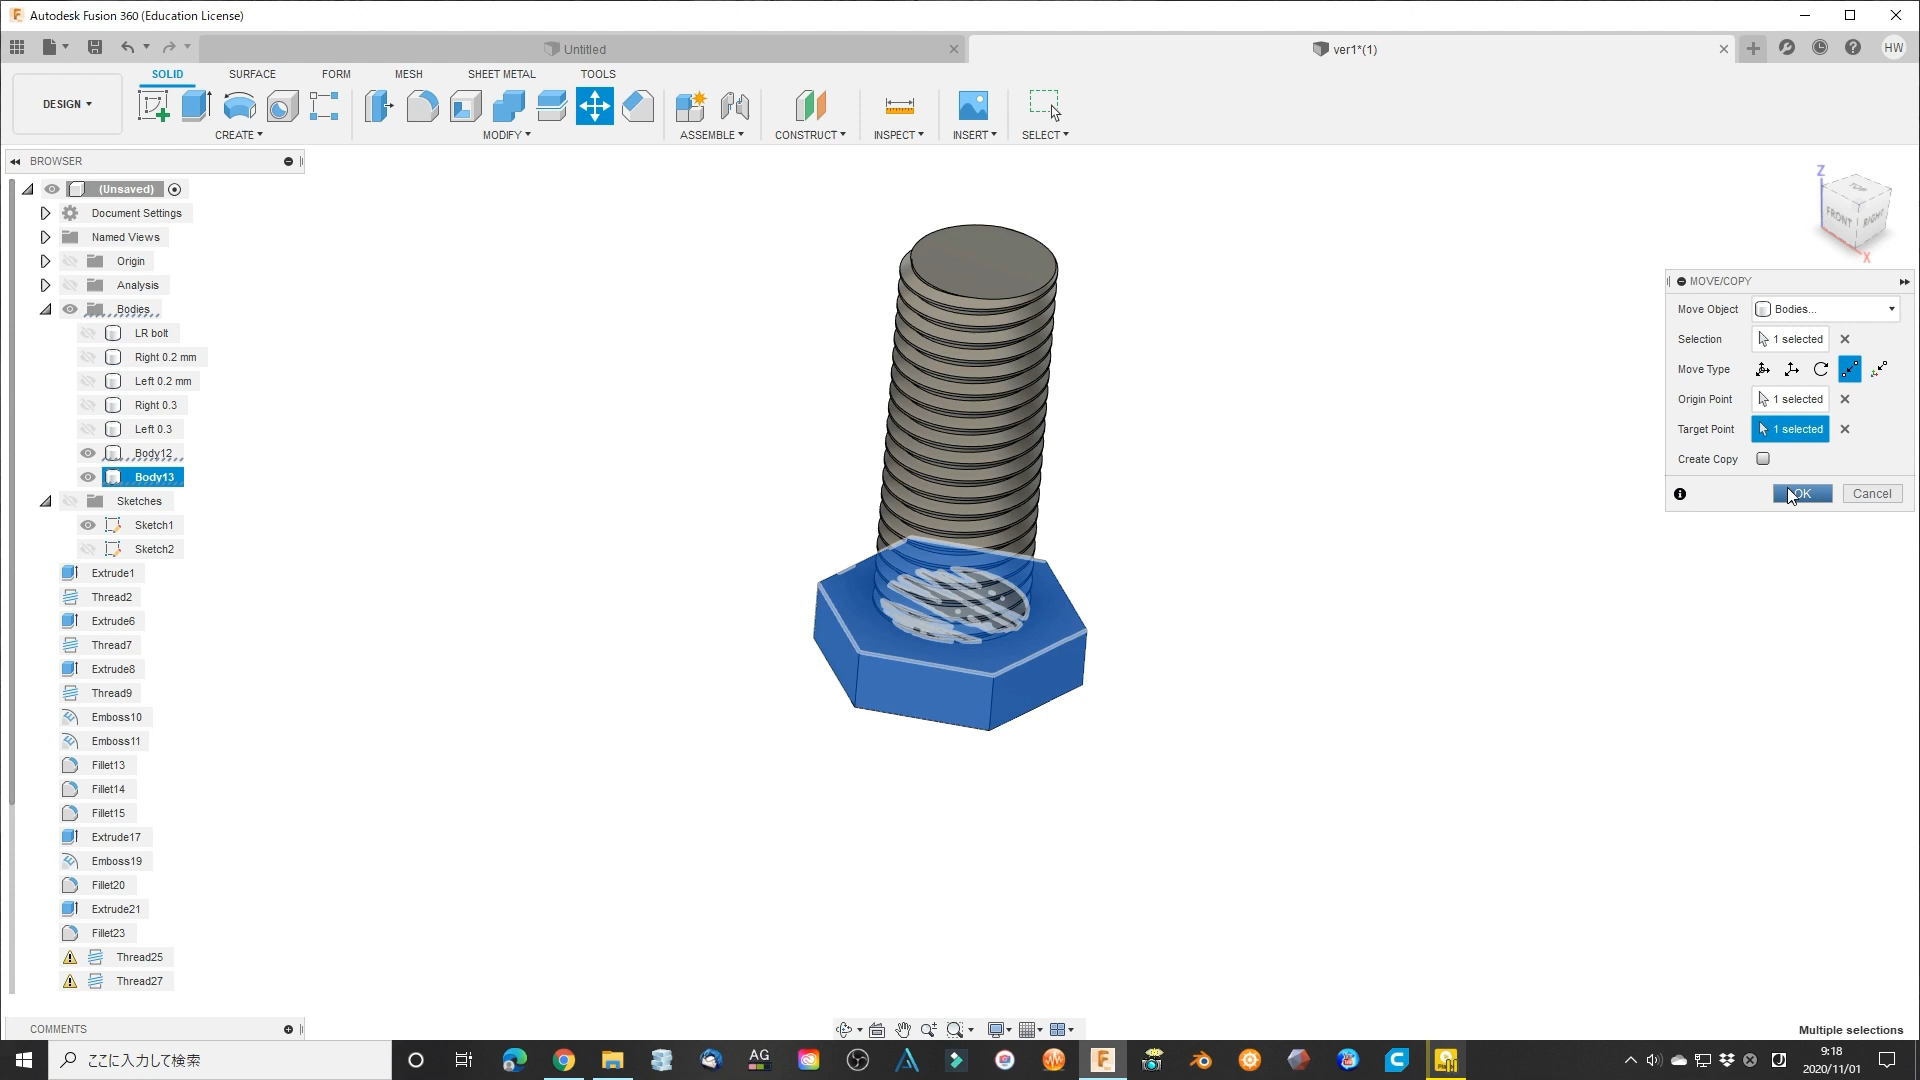 Autodesk Fusion 360 (Education License)
Untitled
ver1*(1)
HW
DESIGN
SOLID
SURFACE
FORM
MESH
SHEET METAL
TOOLS
CREATE
MODIFY
ASSEMBLE
CONSTRUCT
INSPECT
INSERT
SELECT
BROWSER
(Unsaved)
Document Settings
Named Views
Origin
Analysis
Bodies
LR bolt
Right 0.2 mm
Left 0.2 mm
Right 0.3
Left 0.3
Body12
Body13
Sketches
Sketch1
Sketch2
Extrude1
Thread2
Extrude6
Thread7
Extrude8
Thread9
Emboss10
Emboss11
Fillet13
Fillet14
Fillet15
Extrude17
Emboss19
Fillet20
Extrude21
Fillet23
Thread25
Thread27
COMMENTS
Z
TOP
FRONT
RIGHT
X
MOVE/COPY
Move Object
Bodies...
Selection
1 selected
Move Type
Origin Point
1 selected
Target Point
1 selected
Create Copy
OK
Cancel
Multiple selections
ここに入力して検索
AG
9:18
2020/11/01